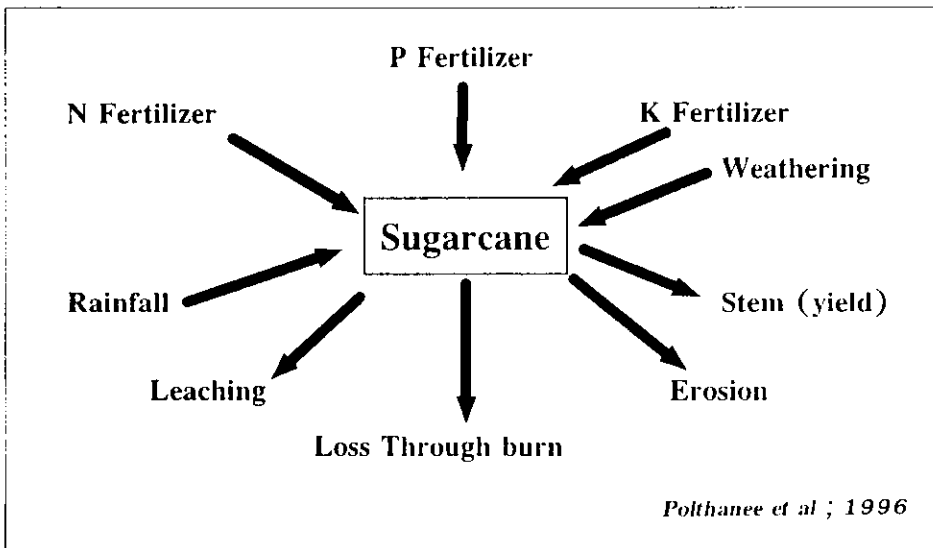 P Fertilizer
N Fertilizer
K Fertilizer
Weathering
Sugarcane
Rainfall
Stem (yield)
Leaching
Erosion
Loss Through burn
Polthanee et al ; 1996